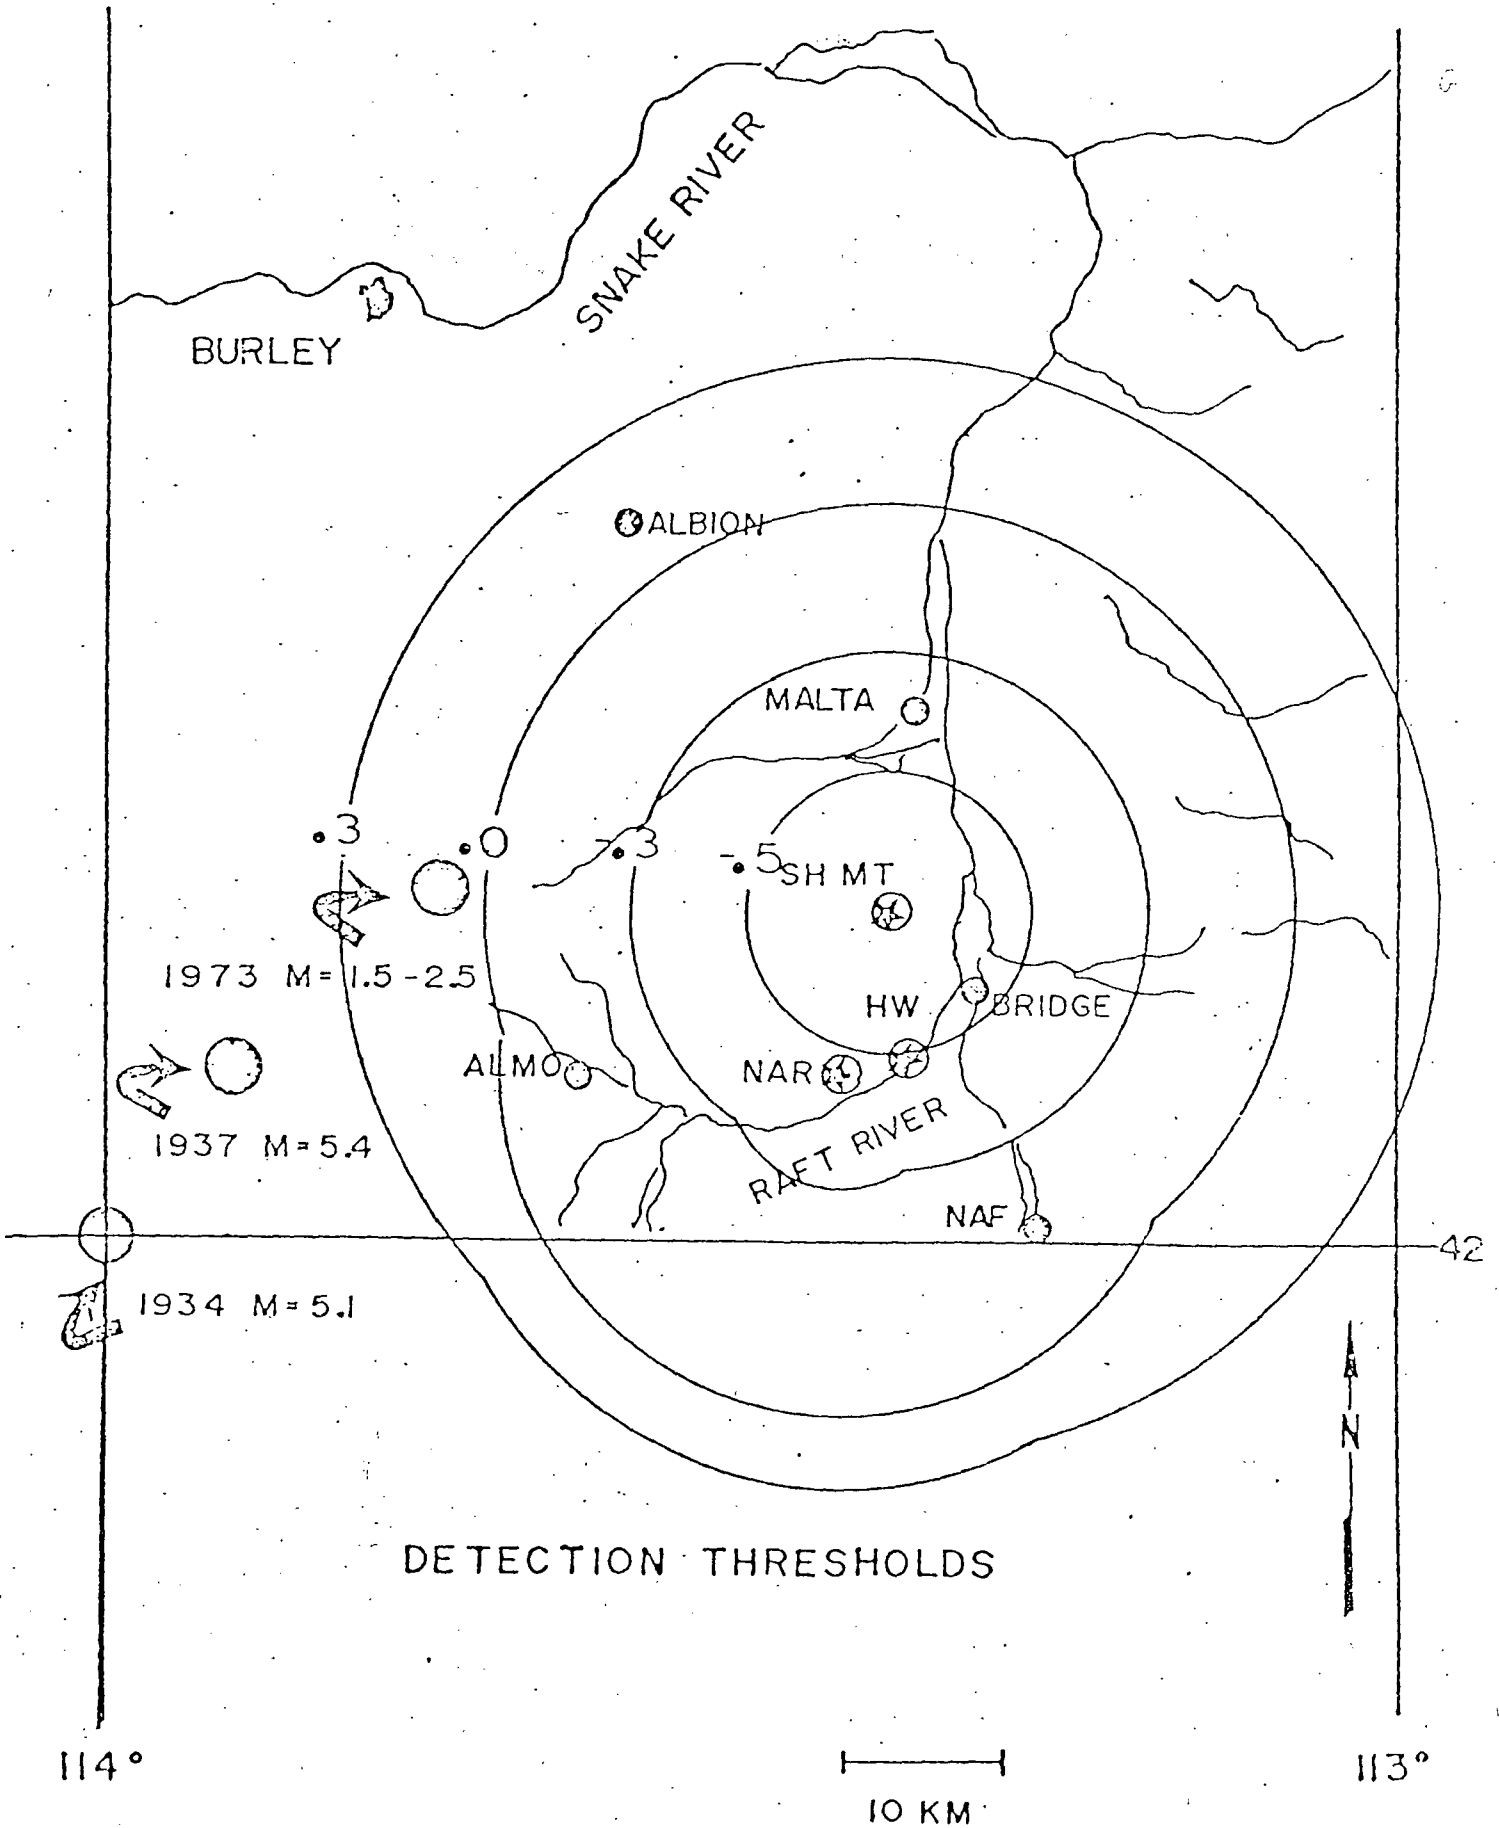 SNAKE RIVER
BURLEY
ALBION
MALTA
.3
.0
-.3
-.5
SH MT
1973 M=1.5-2.5
HW
BRIDGE
ALMO
NAR
1937 M=5.4
RAFT RIVER
NAF
42
1934 M=5.1
N
DETECTION THRESHOLDS
114°
113°
10 KM